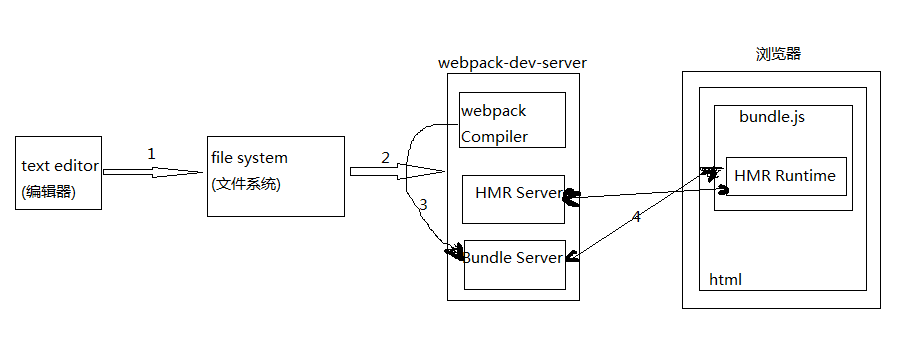 浏览器
webpack-dev-server
webpack
Compiler
bundle.js
text editor
(编辑器)
1
file system
(文件系统)
2
HMR Server
HMR Runtime
3
4
Bundle Server
html